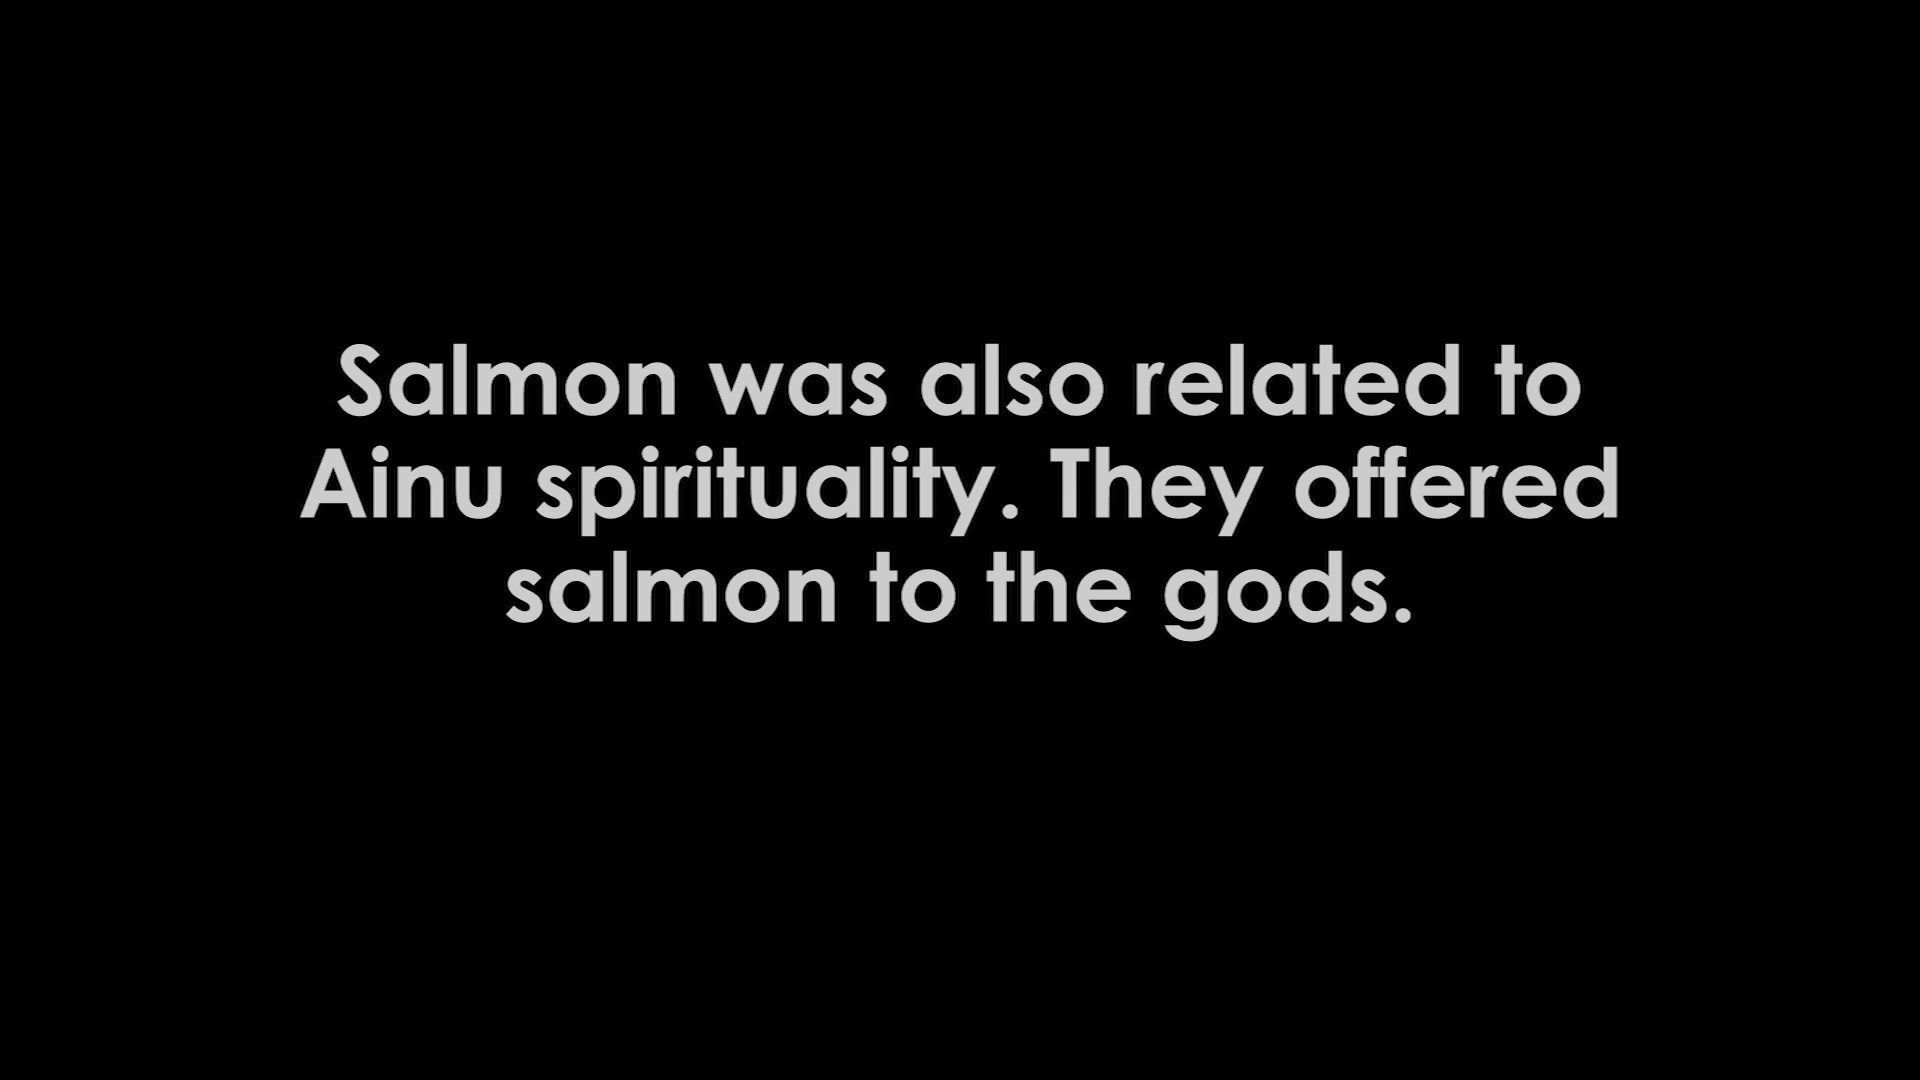 Salmon was also related to
Ainu spirituality. They offered
salmon to the gods.